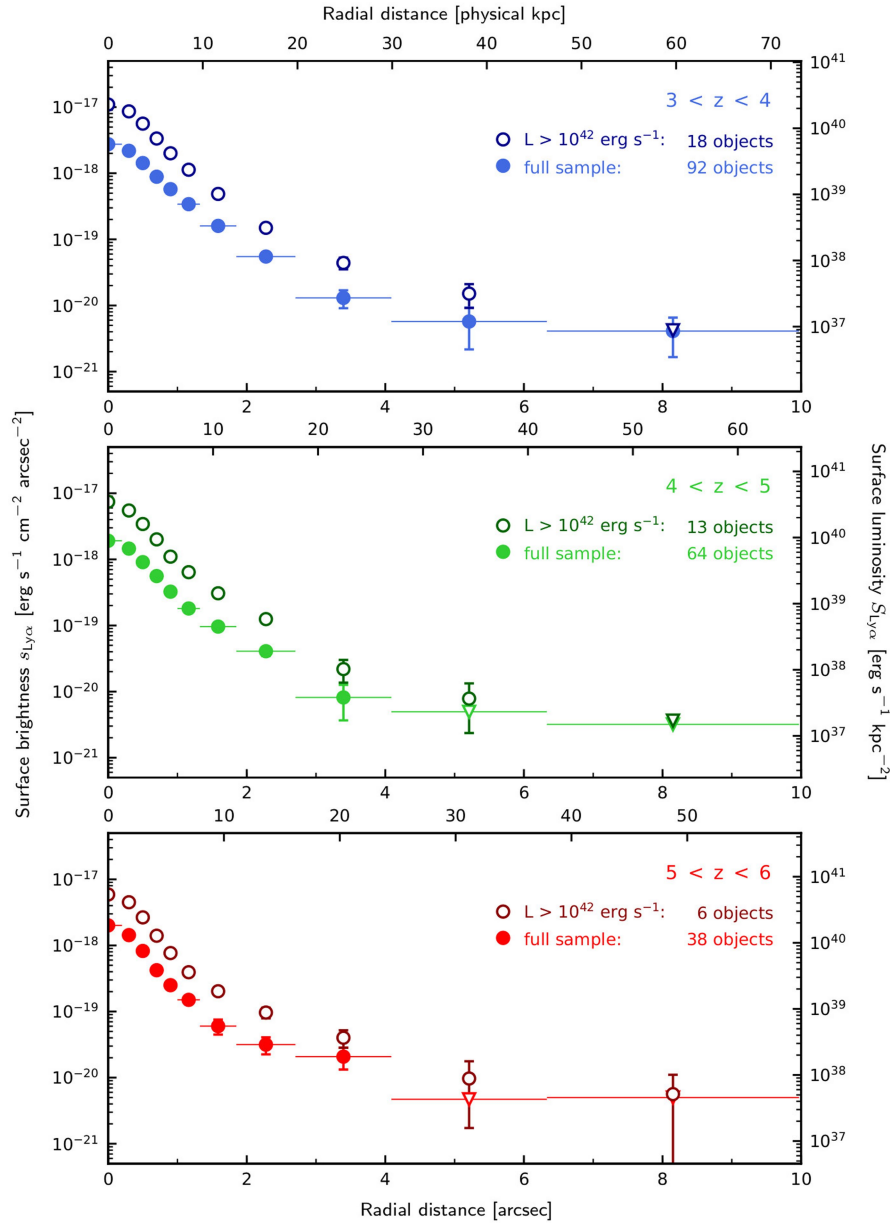 Radial distance [physical kpc]
0 10 20 30 40 50 60 70
10^41
3 < z < 4
10^−17
L > 10^42 erg s^−1: 18 objects
10^40
full sample: 92 objects
10^−18
10^39
10^−19
10^38
10^−20
10^37
10^−21
0 2 4 6 8 10
0 10 20 30 40 50 60
10^41
4 < z < 5
10^−17
L > 10^42 erg s^−1: 13 objects
10^40
full sample: 64 objects
10^−18
10^39
10^−19
10^38
10^−20
10^37
10^−21
Surface brightness s_Lyα [erg s^−1 cm^−2 arcsec^−2]
Surface luminosity S_Lyα [erg s^−1 kpc^−2]
0 2 4 6 8 10
0 10 20 30 40 50
10^41
5 < z < 6
10^−17
L > 10^42 erg s^−1: 6 objects
full sample: 38 objects
10^40
10^−18
10^39
10^−19
10^38
10^−20
10^37
10^−21
0 2 4 6 8 10
Radial distance [arcsec]